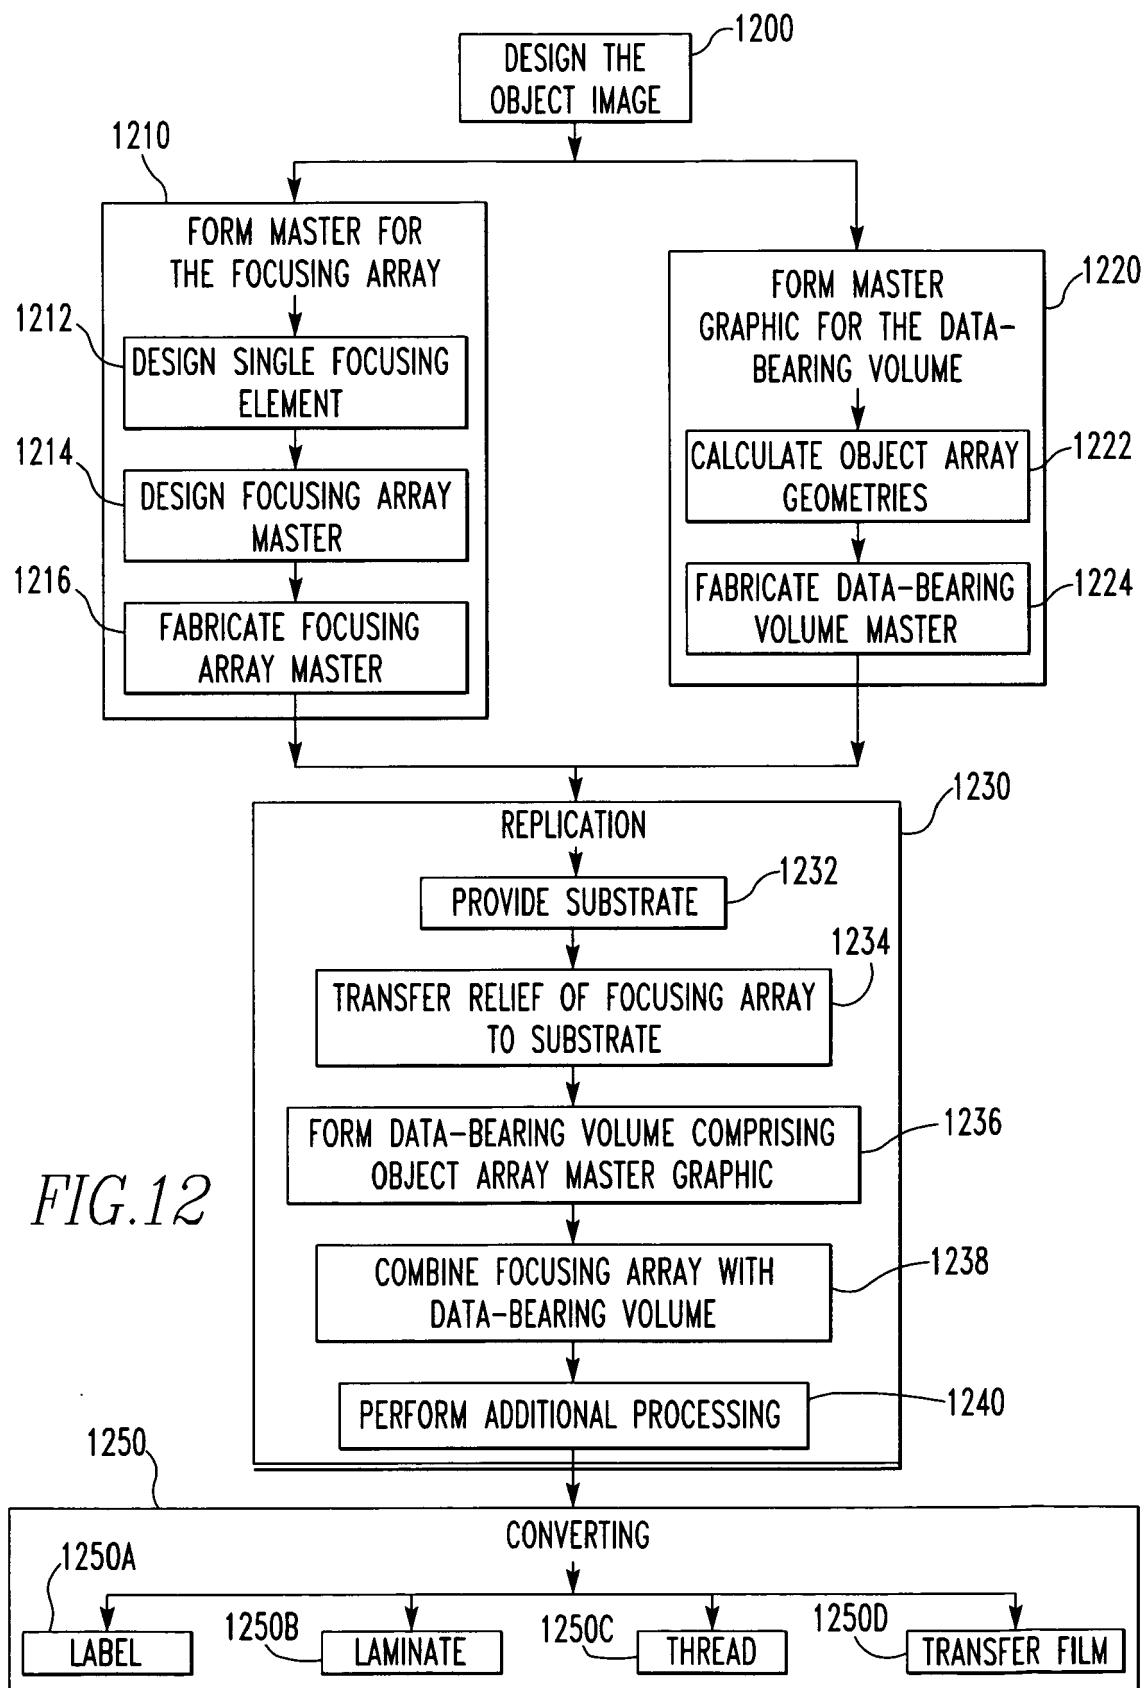 1200
DESIGN THE
OBJECT IMAGE
1210
FORM MASTER FOR
THE FOCUSING ARRAY
1212
DESIGN SINGLE FOCUSING
ELEMENT
1214
DESIGN FOCUSING ARRAY
MASTER
1216
FABRICATE FOCUSING
ARRAY MASTER
1220
FORM MASTER
GRAPHIC FOR THE DATA-
BEARING VOLUME
1222
CALCULATE OBJECT ARRAY
GEOMETRIES
1224
FABRICATE DATA-BEARING
VOLUME MASTER
1230
REPLICATION
1232
PROVIDE SUBSTRATE
1234
TRANSFER RELIEF OF FOCUSING ARRAY
TO SUBSTRATE
1236
FORM DATA-BEARING VOLUME COMPRISING
OBJECT ARRAY MASTER GRAPHIC
FIG.12
1238
COMBINE FOCUSING ARRAY WITH
DATA-BEARING VOLUME
1240
PERFORM ADDITIONAL PROCESSING
1250
CONVERTING
1250A
LABEL
1250B
LAMINATE
1250C
THREAD
1250D
TRANSFER FILM